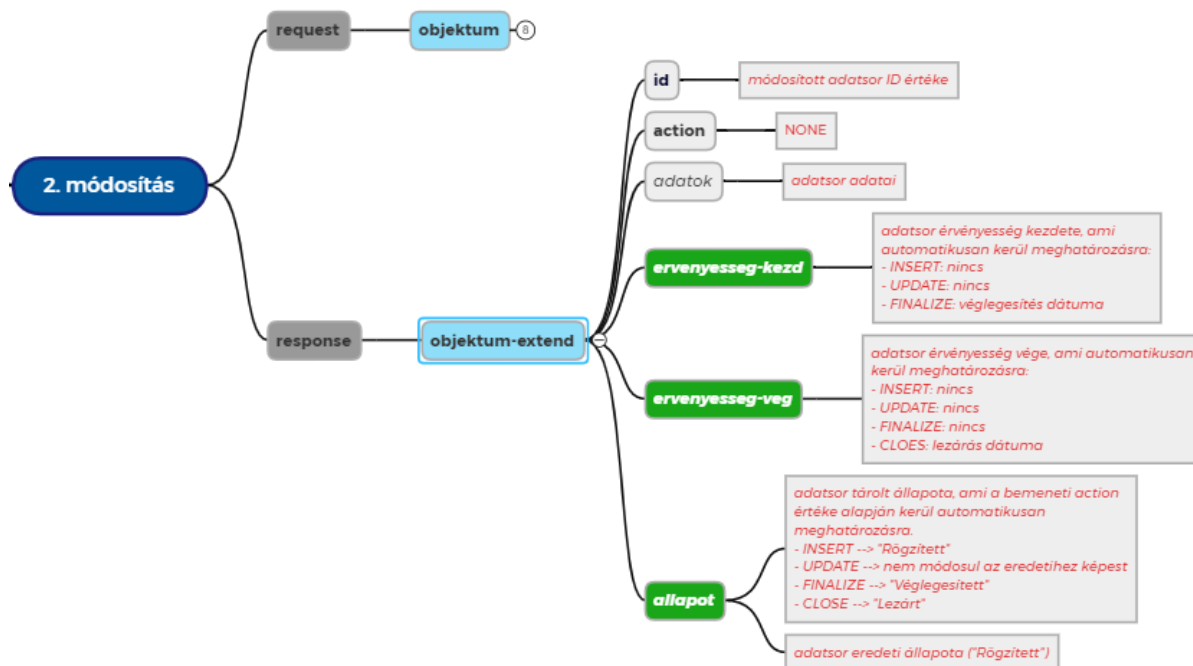 request
objektum
8
id
módosított adatsor ID értéke
action
NONE
2. módosítás
adatok
adatsor adatai
ervenyesseg-kezd
adatsor érvényesség kezdete, ami
automatikusan kerül meghatározásra:
- INSERT: nincs
- UPDATE: nincs
- FINALIZE: véglegesítés dátuma
response
objektum-extend
ervenyesseg-veg
adatsor érvényesség vége, ami automatikusan
kerül meghatározásra:
- INSERT: nincs
- UPDATE: nincs
- FINALIZE: nincs
- CLOES: lezárás dátuma
allapot
adatsor tárolt állapota, ami a bemeneti action
értéke alapján kerül automatikusan
meghatározásra.
- INSERT --> "Rögzített"
- UPDATE --> nem módosul az eredetihez képest
- FINALIZE --> "Véglegesített"
- CLOSE --> "Lezárt"
adatsor eredeti állapota ("Rögzített")